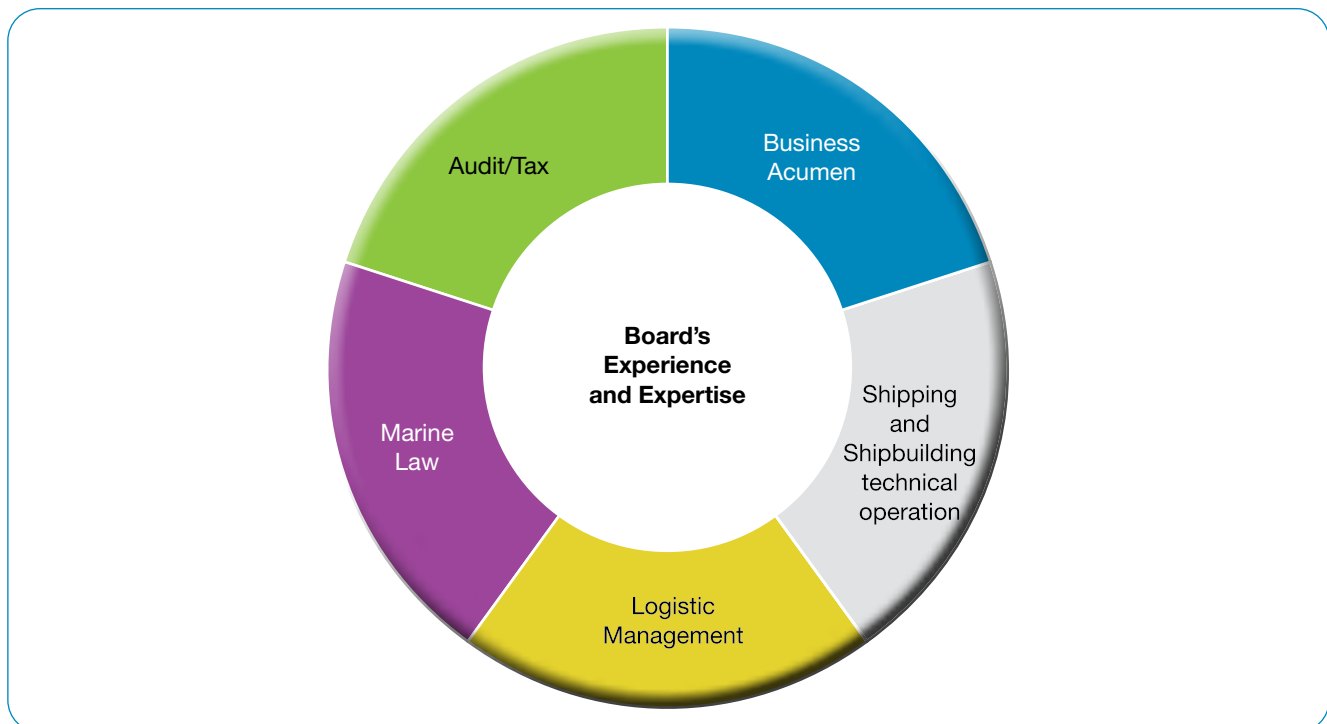 Board’s
Experience
and Expertise
Business
Acumen
Shipping
and
Shipbuilding
technical
operation
Logistic
Management
Marine
Law
Audit/Tax